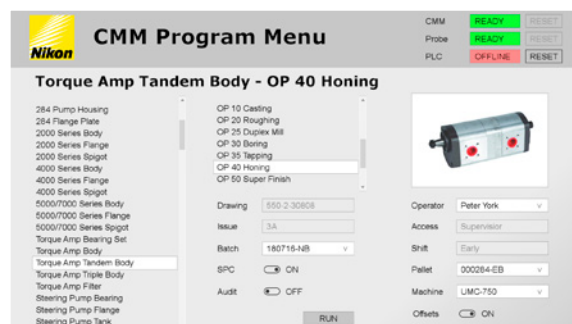 Nikon
CMM Program Menu
CMM READY RESET
Probe READY RESET
PLC OFFLINE RESET
Torque Amp Tandem Body - OP 40 Honing
284 Pump Housing
284 Flange Plate
2000 Series Body
2000 Series Flange
2000 Series Spigot
4000 Series Body
4000 Series Flange
4000 Series Spigot
5000/7000 Series Body
5000/7000 Series Flange
5000/7000 Series Spigot
Torque Amp Bearing Set
Torque Amp Body
Torque Amp Tandem Body
Torque Amp Triple Body
Torque Amp Filter
Steering Pump Bearing
Steering Pump Flange
Steering Pump Tank
OP 10 Casting
OP 20 Roughing
OP 25 Duplex Mill
OP 30 Boring
OP 35 Tapping
OP 40 Honing
OP 50 Super Finish
Drawing 550-2-30808
Issue 3A
Batch 180716-NB
SPC ON
Audit OFF
RUN
Operator Peter York
Access Supervisior
Shift Early
Pallet 000284-EB
Machine UMC-750
Offsets ON